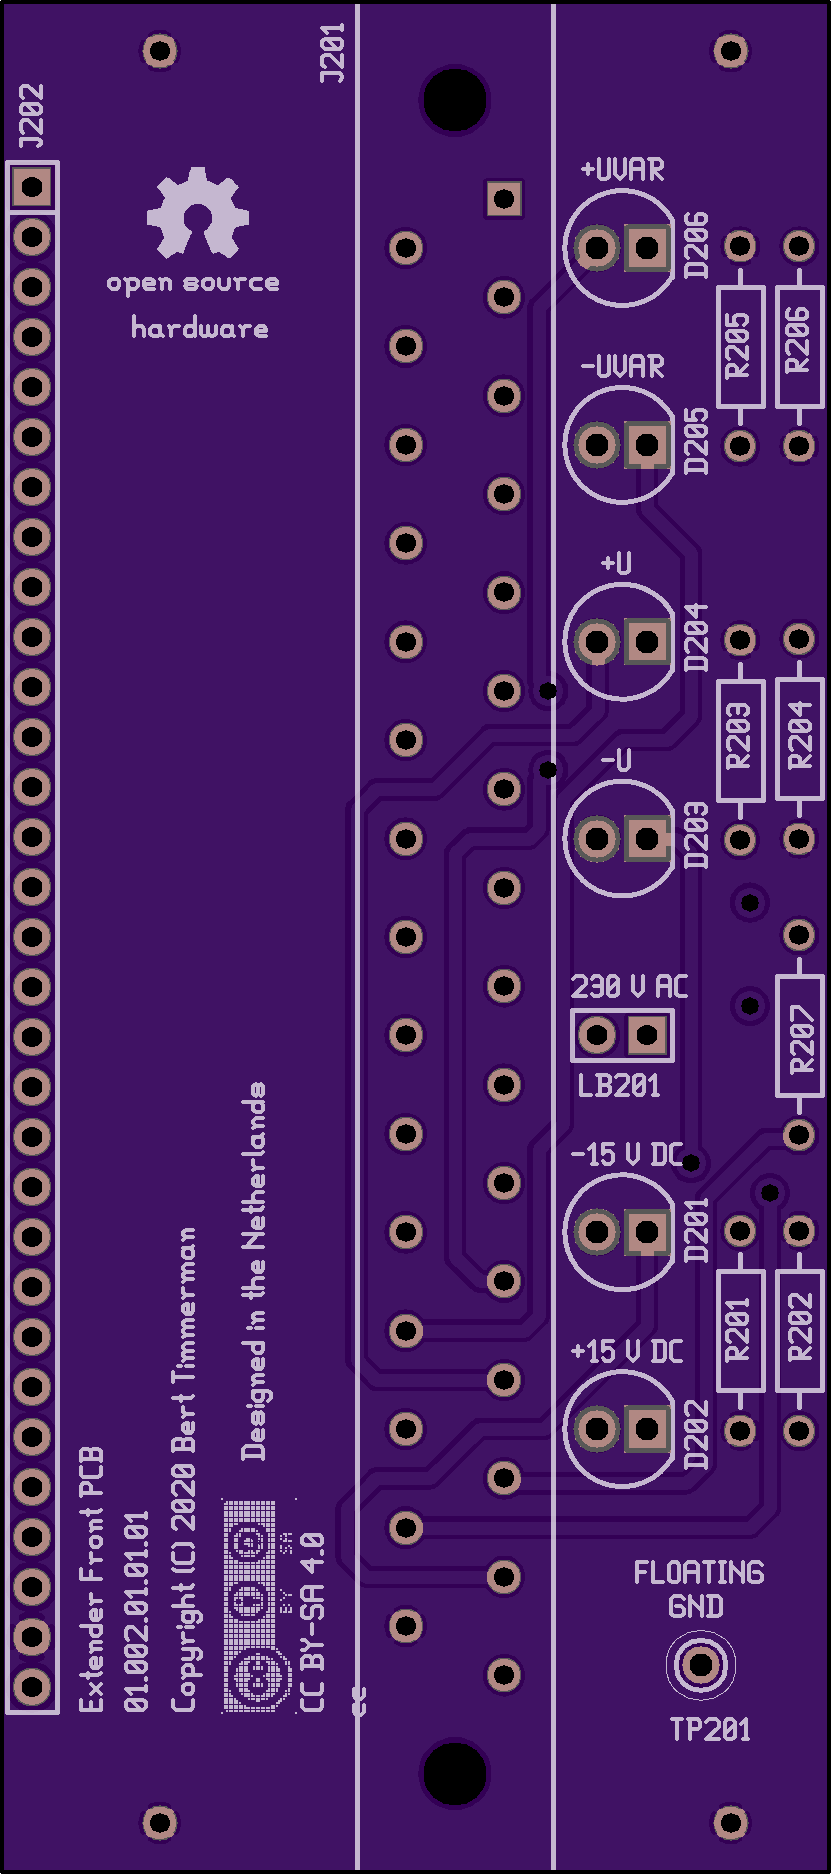 J202
J201
open source
hardware
+UVAR
D206
R205
R206
-UVAR
D205
+U
D204
R203
R204
-U
D203
230 V AC
LB201
R207
-15 V DC
D201
R201
R202
+15 V DC
D202
FLOATING
GND
TP201
Extender Front PCB
01.002.01.01.01
Copyright (C) 2020 Bert Timmerman
Designed in the Netherlands
BY SA
CC BY-SA 4.0
cc